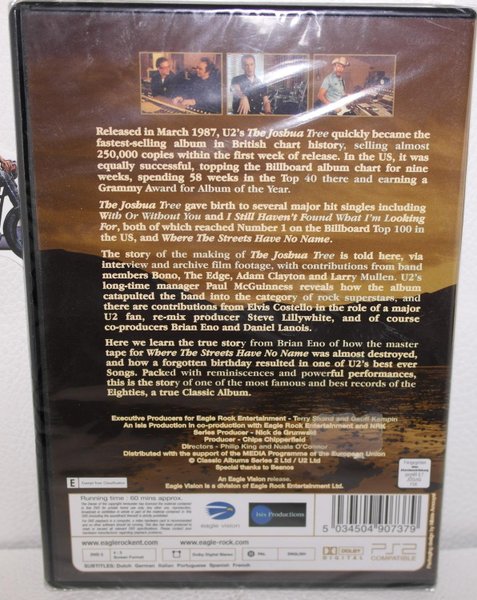 Released in March 1987, U2's The Joshua Tree quickly became the
fastest-selling album in British chart history, selling almost
250,000 copies within the first week of release. In the US, it was
equally successful, topping the Billboard album chart for nine
weeks, spending 58 weeks in the Top 40 there and earning a
Grammy Award for Album of the Year.
The Joshua Tree gave birth to several major hit singles including
With Or Without You and I Still Haven't Found What I'm Looking
For, both of which reached Number 1 on the Billboard Top 100 in
the US, and Where The Streets Have No Name.
The story of the making of The Joshua Tree is told here, via
interview and archive film footage, with contributions from band
members Bono, The Edge, Adam Clayton and Larry Mullen. U2's
long-time manager Paul McGuinness reveals how the album
catapulted the band into the category of rock superstars, and
there are contributions from Elvis Costello in the role of a major
U2 fan, re-mix producer Steve Lillywhite, and of course
co-producers Brian Eno and Daniel Lanois.
Here we learn the true story from Brian Eno of how the master
tape for Where The Streets Have No Name was almost destroyed,
and how a forgotten birthday resulted in one of U2's best ever
Songs. Packed with reminiscences and powerful performances,
this is the story of one of the most famous and best records of the
Eighties, a true Classic Album.
Executive Producers for Eagle Rock Entertainment - Terry Shand and Geoff Kempin
An Isis Production in co-production with Eagle Rock Entertainment and NRK
Series Producer - Nick de Grunwald
Producer - Chips Chipperfield
Directors - Philip King and Nuala O'Connor
Distributed with the support of the MEDIA Programme of the European Union
© Classic Albums Series 2 Ltd / U2 Ltd
Special thanks to Beanos
An Eagle Vision release.
Eagle Vision is a division of Eagle Rock Entertainment Ltd.
E
Exempt from Classification
Running time : 60 mins approx.
eagle vision
Isis Productions
5 034504 907379
www.eaglerockent.com
www.eagle-rock.com
DVD 5
4 : 3
Screen Format
Dolby Digital Stereo
PAL
ENGLISH
DOLBY
DIGITAL
PS2
COMPATIBLE
SUBTITLES: Dutch German Italian Portuguese Spanish French